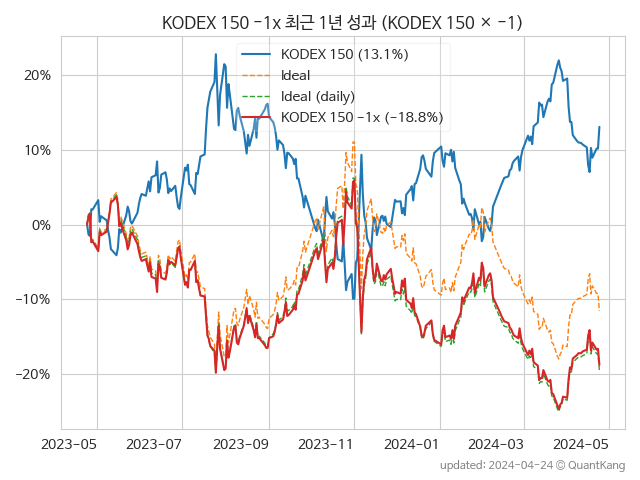 KODEX 150 −1x 최근 1년 성과 (KODEX 150 × −1)
KODEX 150 (13.1%)
Ideal
Ideal (daily)
KODEX 150 −1x (−18.8%)
20%
10%
0%
−10%
−20%
2023−05
2023−07
2023−09
2023−11
2024−01
2024−03
2024−05
updated: 2024−04−24 © QuantKang